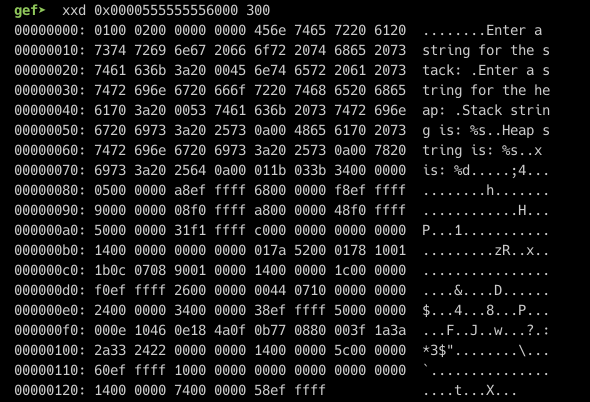 gef➤  xxd 0x0000555555556000 300
00000000: 0100 0200 0000 0000 456e 7465 7220 6120  ........Enter a
00000010: 7374 7269 6e67 2066 6f72 2074 6865 2073  string for the s
00000020: 7461 636b 3a20 0045 6e74 6572 2061 2073  tack: .Enter a s
00000030: 7472 696e 6720 666f 7220 7468 6520 6865  tring for the he
00000040: 6170 3a20 0053 7461 636b 2073 7472 696e  ap: .Stack strin
00000050: 6720 6973 3a20 2573 0a00 4865 6170 2073  g is: %s..Heap s
00000060: 7472 696e 6720 6973 3a20 2573 0a00 7820  tring is: %s..x
00000070: 6973 3a20 2564 0a00 011b 033b 3400 0000  is: %d.....;4...
00000080: 0500 0000 a8ef ffff 6800 0000 f8ef ffff  ........h.......
00000090: 9000 0000 08f0 ffff a800 0000 48f0 ffff  ............H...
000000a0: 5000 0000 31f1 ffff c000 0000 0000 0000  P...1...........
000000b0: 1400 0000 0000 0000 017a 5200 0178 1001  .........zR..x..
000000c0: 1b0c 0708 9001 0000 1400 0000 1c00 0000  ................
000000d0: f0ef ffff 2600 0000 0044 0710 0000 0000  ....&....D......
000000e0: 2400 0000 3400 0000 38ef ffff 5000 0000  $...4...8...P...
000000f0: 000e 1046 0e18 4a0f 0b77 0880 003f 1a3a  ...F..J..w...?.:
00000100: 2a33 2422 0000 0000 1400 0000 5c00 0000  *3$"........\...
00000110: 60ef ffff 1000 0000 0000 0000 0000 0000  `...............
00000120: 1400 0000 7400 0000 58ef ffff  ....t...X...